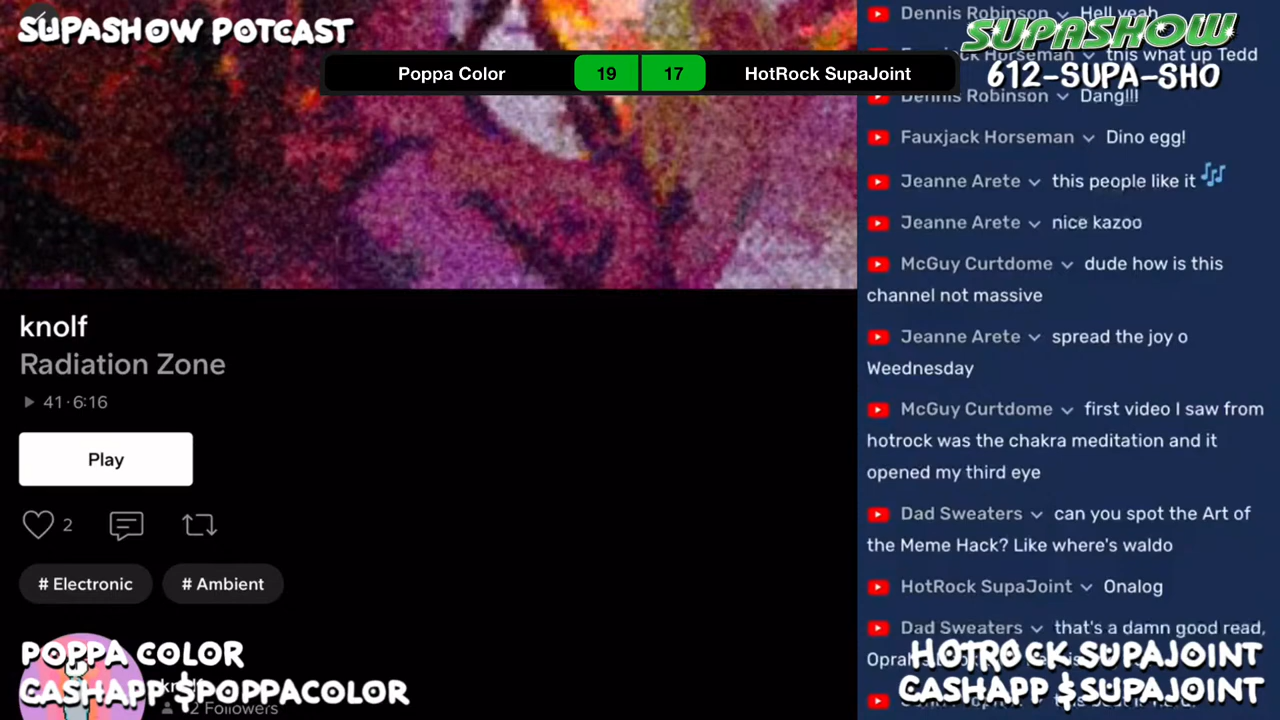 SUPASHOW POTCAST
Poppa Color 19 17 HotRock SupaJoint
SUPASHOW
612-SUPA-SHO
knolf
Radiation Zone
41 · 6:16
Play
2
# Electronic # Ambient
POPPA COLOR
CASHAPP $POPPACOLOR
Followers
Dennis Robinson Hell yeah
Horseman this what up Tedd
Dennis Robinson Dang!!!
Fauxjack Horseman Dino egg!
Jeanne Arete this people like it 🎶
Jeanne Arete nice kazoo
McGuy Curtdome dude how is this
channel not massive
Jeanne Arete spread the joy o
Weednesday
McGuy Curtdome first video I saw from
hotrock was the chakra meditation and it
opened my third eye
Dad Sweaters can you spot the Art of
the Meme Hack? Like where's waldo
HotRock SupaJoint Onalog
Dad Sweaters that's a damn good read,
HOTROCK SUPAJOINT
CASHAPP $SUPAJOINT